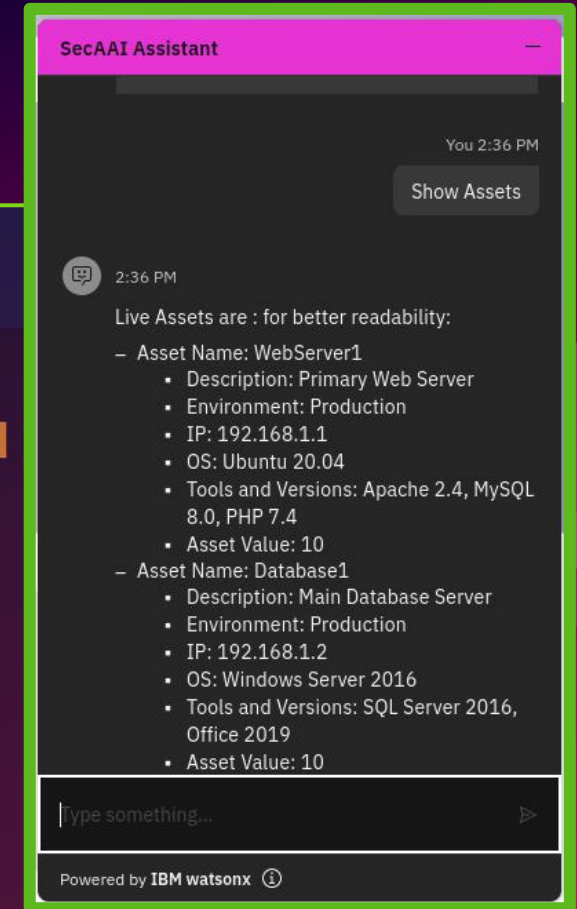 SecAAI Assistant
You 2:36 PM
Show Assets
2:36 PM
Live Assets are : for better readability:
– Asset Name: WebServer1
▪ Description: Primary Web Server
▪ Environment: Production
▪ IP: 192.168.1.1
▪ OS: Ubuntu 20.04
▪ Tools and Versions: Apache 2.4, MySQL
8.0, PHP 7.4
▪ Asset Value: 10
– Asset Name: Database1
▪ Description: Main Database Server
▪ Environment: Production
▪ IP: 192.168.1.2
▪ OS: Windows Server 2016
▪ Tools and Versions: SQL Server 2016,
Office 2019
▪ Asset Value: 10
Type something...
Powered by IBM watsonx